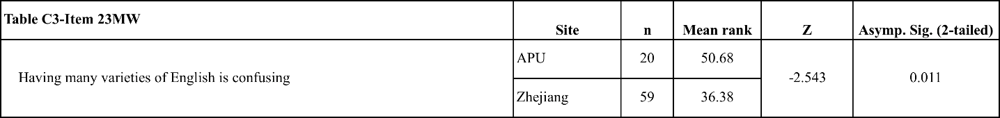 Table C3-Item 23MW
Site n Mean rank Z Asymp. Sig. (2-tailed)
Having many varieties of English is confusing
APU 20 50.68
-2.543 0.011
Zhejiang 59 36.38